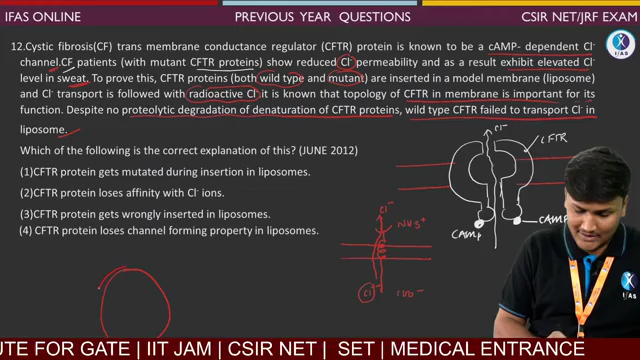 IFAS ONLINE PREVIOUS YEAR QUESTIONS CSIR NET/JRF EXAM
iFAS
12.Cystic fibrosis(CF) trans membrane conductance regulator (CFTR) protein is known to be a cAMP-dependent Cl-
channel.CF patients (with mutant CFTR proteins) show reduced Cl- permeability and as a result exhibit elevated Cl-
level in sweat. To prove this, CFTR proteins (both wild type and mutant) are inserted in a model membrane (liposome)
and Cl- transport is followed with radioactive Cl- it is known that topology of CFTR in membrane is important for its
function. Despite no proteolytic degradation of denaturation of CFTR proteins, wild type CFTR failed to transport Cl- in
liposome.
Which of the following is the correct explanation of this? (JUNE 2012)
(1)CFTR protein gets mutated during insertion in liposomes.
(2)CFTR protein loses affinity with Cl- ions.
(3)CFTR protein gets wrongly inserted in liposomes.
(4) CFTR protein loses channel forming property in liposomes.
Cl-
CFTR
CAMP
CAMP
Cl-
NH3+
Cl-
COO-
iFAS
UTE FOR GATE | IIT JAM | CSIR NET | SET | MEDICAL ENTRANCE